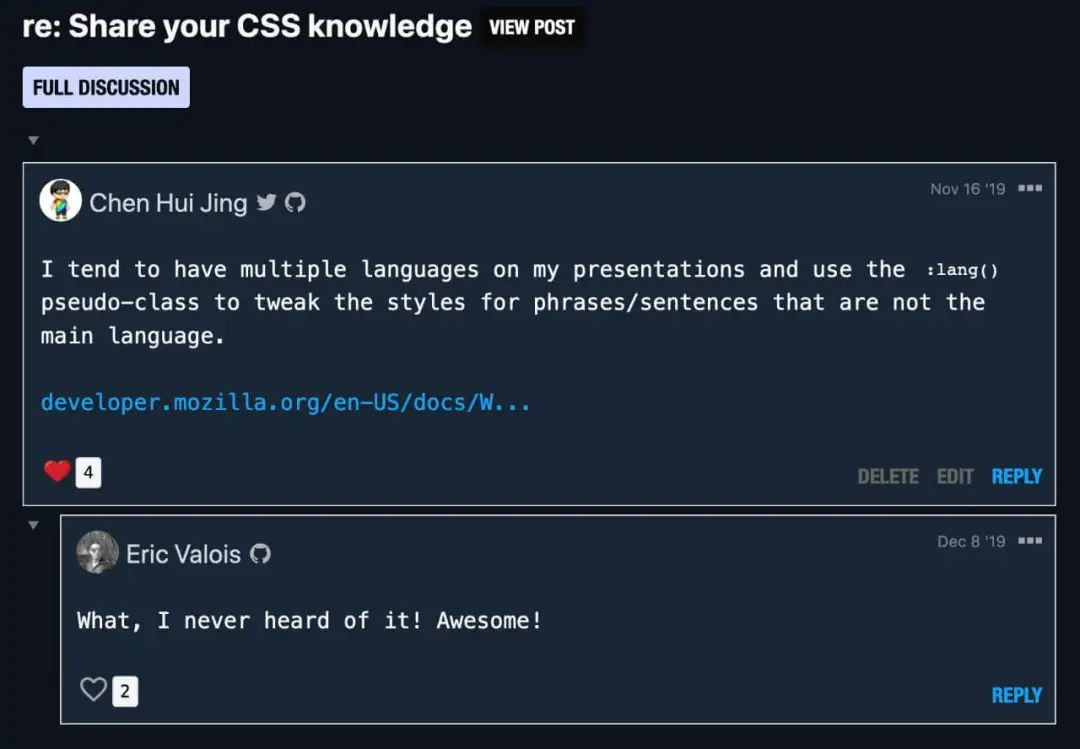 re: Share your CSS knowledge VIEW POST
FULL DISCUSSION
Chen Hui Jing
Nov 16 '19
I tend to have multiple languages on my presentations and use the :lang()
pseudo-class to tweak the styles for phrases/sentences that are not the
main language.
developer.mozilla.org/en-US/docs/W...
4
DELETE EDIT REPLY
Eric Valois
Dec 8 '19
What, I never heard of it! Awesome!
2
REPLY